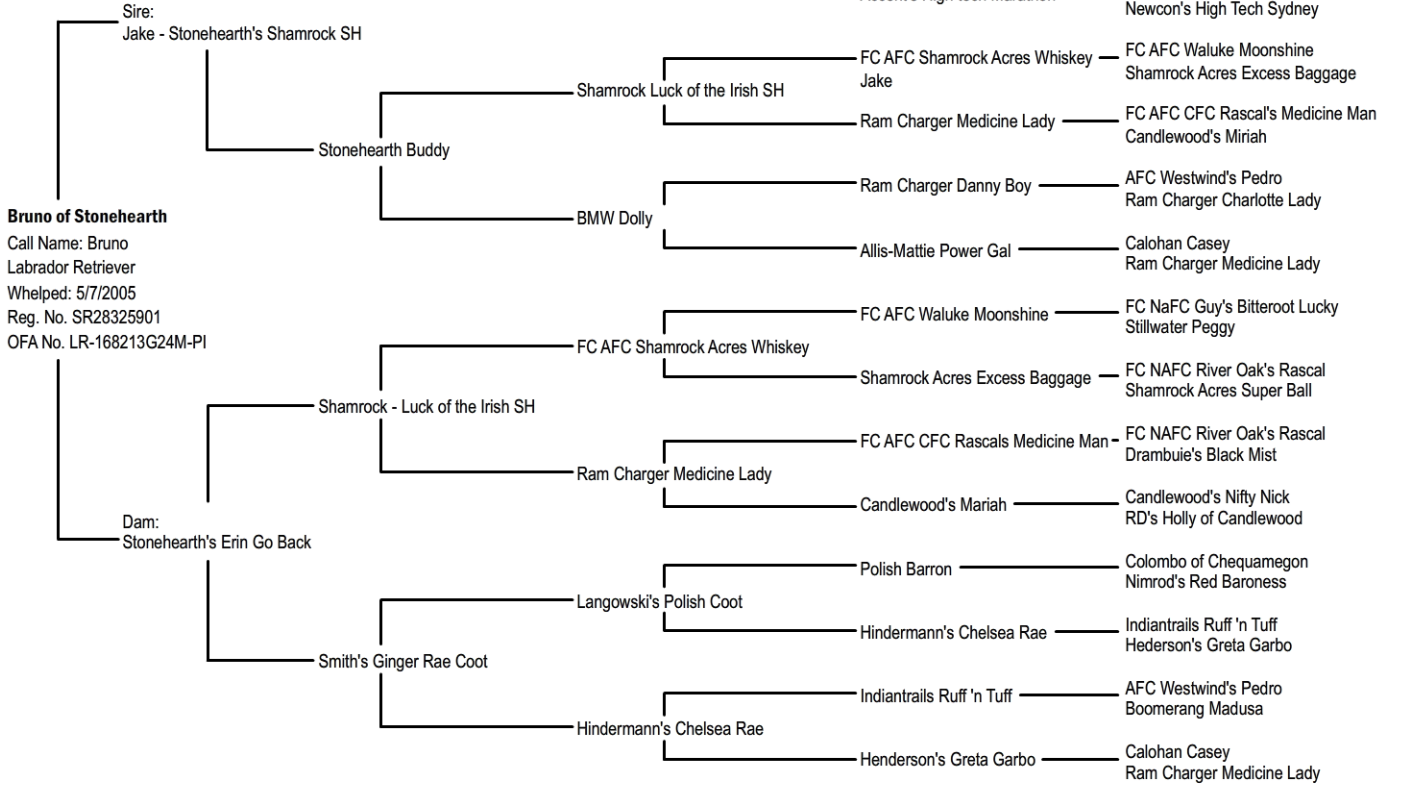 Newcon's High Tech Sydney
Sire:
Jake - Stonehearth's Shamrock SH
FC AFC Shamrock Acres Whiskey
Jake
FC AFC Waluke Moonshine
Shamrock Acres Excess Baggage
Shamrock Luck of the Irish SH
Ram Charger Medicine Lady
FC AFC CFC Rascal's Medicine Man
Candlewood's Miriah
Stonehearth Buddy
Ram Charger Danny Boy
AFC Westwind's Pedro
Ram Charger Charlotte Lady
BMW Dolly
Allis-Mattie Power Gal
Calohan Casey
Ram Charger Medicine Lady
Bruno of Stonehearth
Call Name: Bruno
Labrador Retriever
Whelped: 5/7/2005
Reg. No. SR28325901
OFA No. LR-168213G24M-PI
FC AFC Waluke Moonshine
FC NaFC Guy's Bitteroot Lucky
Stillwater Peggy
FC AFC Shamrock Acres Whiskey
Shamrock Acres Excess Baggage
FC NAFC River Oak's Rascal
Shamrock Acres Super Ball
Shamrock - Luck of the Irish SH
FC AFC CFC Rascals Medicine Man
FC NAFC River Oak's Rascal
Drambuie's Black Mist
Ram Charger Medicine Lady
Candlewood's Mariah
Candlewood's Nifty Nick
RD's Holly of Candlewood
Dam:
Stonehearth's Erin Go Back
Polish Barron
Colombo of Chequamegon
Nimrod's Red Baroness
Langowski's Polish Coot
Hindermann's Chelsea Rae
Indiantrails Ruff 'n Tuff
Hederson's Greta Garbo
Smith's Ginger Rae Coot
Indiantrails Ruff 'n Tuff
AFC Westwind's Pedro
Boomerang Madusa
Hindermann's Chelsea Rae
Henderson's Greta Garbo
Calohan Casey
Ram Charger Medicine Lady